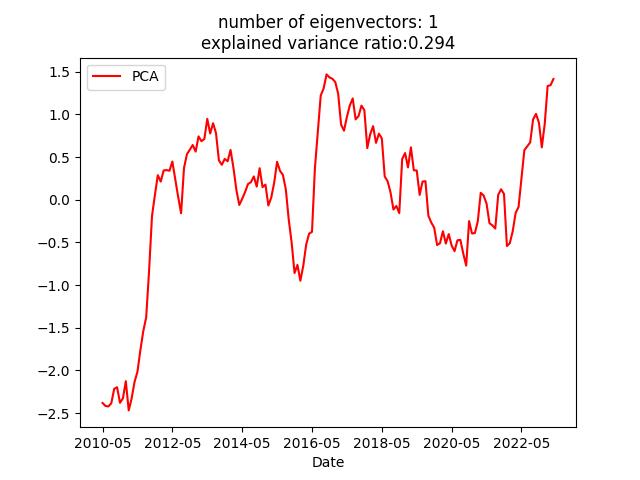 number of eigenvectors: 1
explained variance ratio:0.294
PCA
1.5
1.0
0.5
0.0
−0.5
−1.0
−1.5
−2.0
−2.5
2010-05 2012-05 2014-05 2016-05 2018-05 2020-05 2022-05
Date